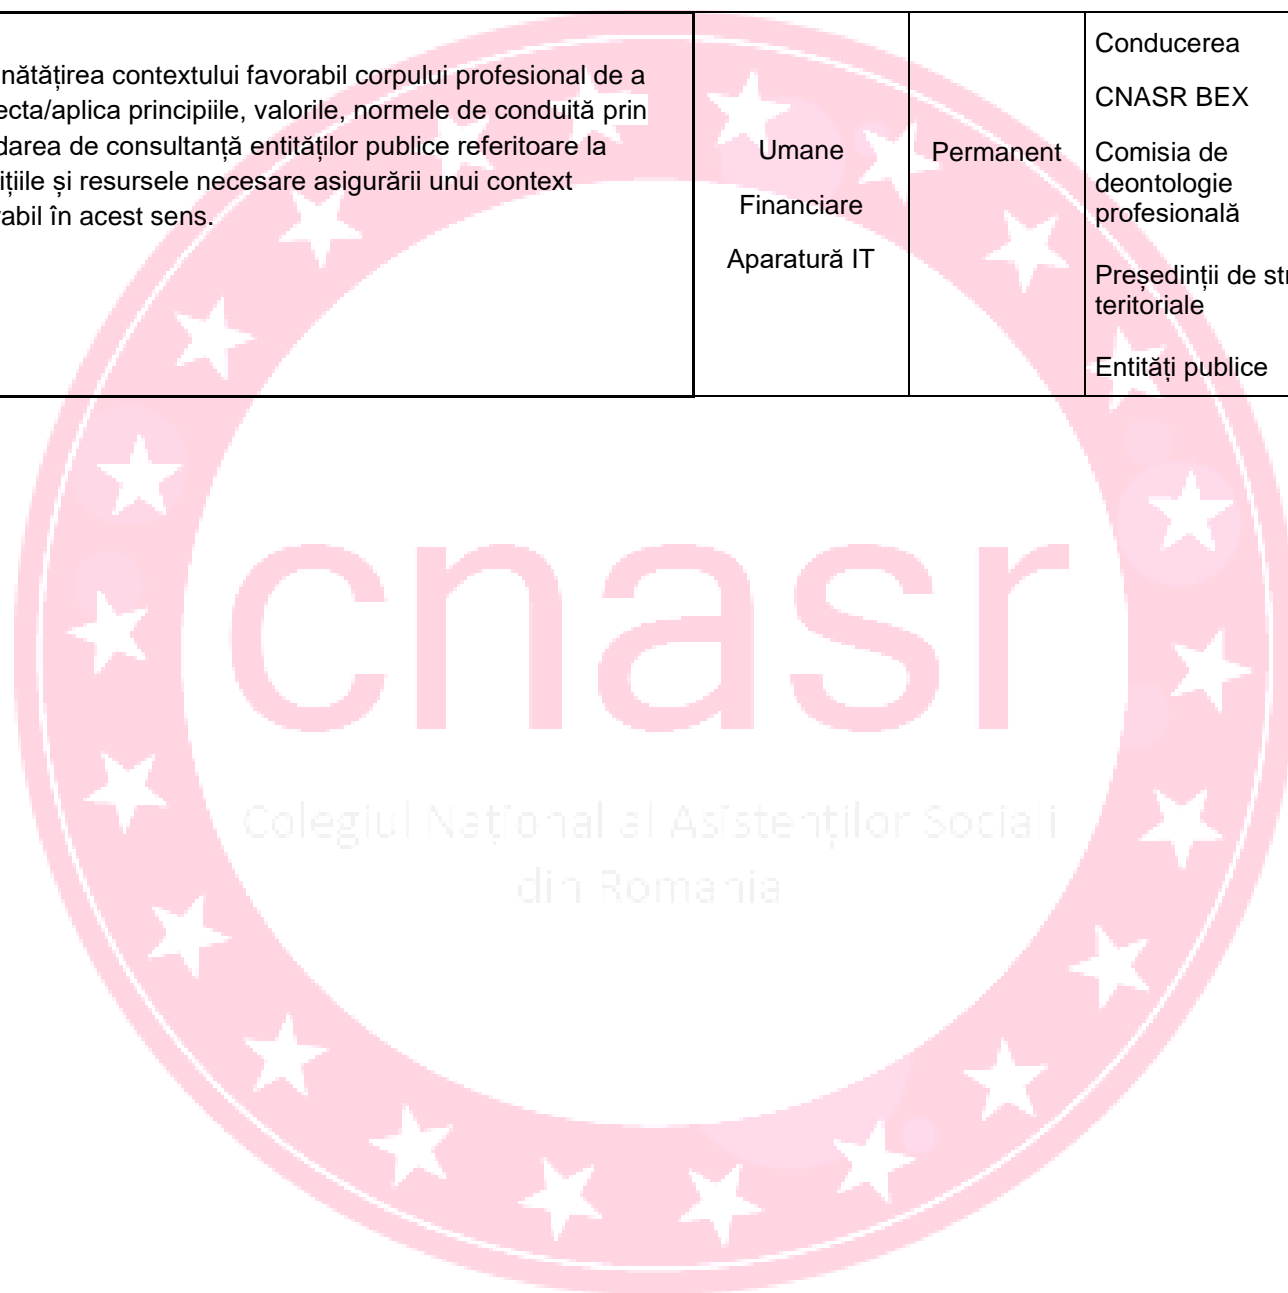 nătățirea contextului favorabil corpului profesional de a
ecta/aplica principiile, valorile, normele de conduită prin
darea de consultanță entităților publice referitoare la
ițiile și resursele necesare asigurării unui context
rabil în acest sens.
Umane
Financiare
Aparatură IT
Permanent
Conducerea
CNASR BEX
Comisia de
deontologie
profesională
Președinții de str
teritoriale
Entități publice
cnasr
Colegiul Național al Asistenților Sociali
din Romania